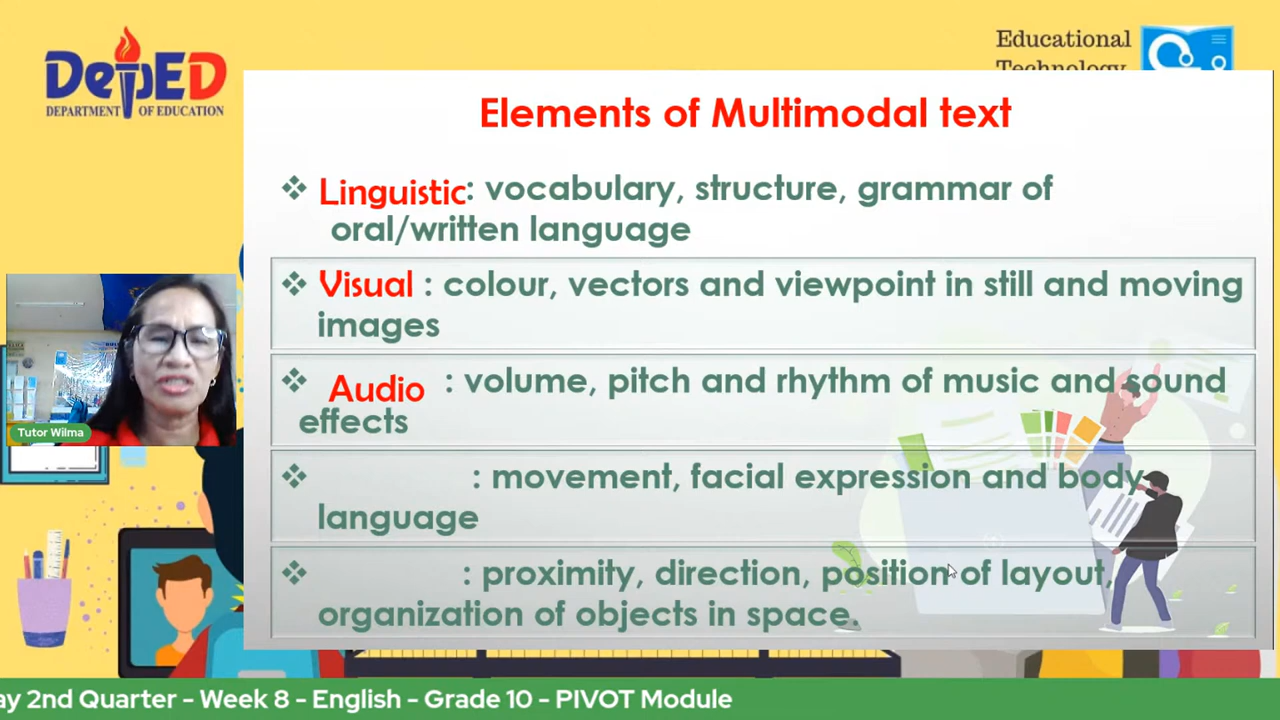 DepED
DEPARTMENT OF EDUCATION
Educational
Technology
Elements of Multimodal text
❖ Linguistic: vocabulary, structure, grammar of
oral/written language
❖ Visual : colour, vectors and viewpoint in still and moving
images
❖ Audio : volume, pitch and rhythm of music and sound
effects
❖ : movement, facial expression and body
language
❖ : proximity, direction, position of layout,
organization of objects in space.
Tutor Wilma
ay 2nd Quarter - Week 8 - English - Grade 10 - PIVOT Module